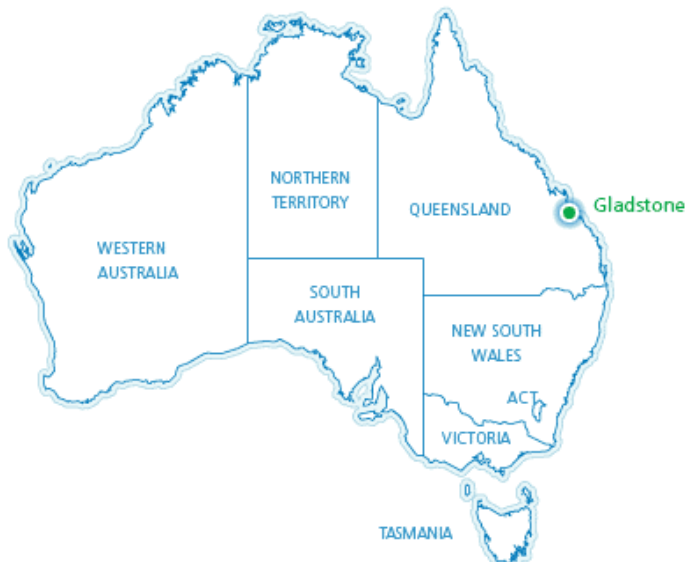 NORTHERN
TERRITORY
QUEENSLAND
Gladstone
WESTERN
AUSTRALIA
SOUTH
AUSTRALIA
NEW SOUTH
WALES
ACT
VICTORIA
TASMANIA